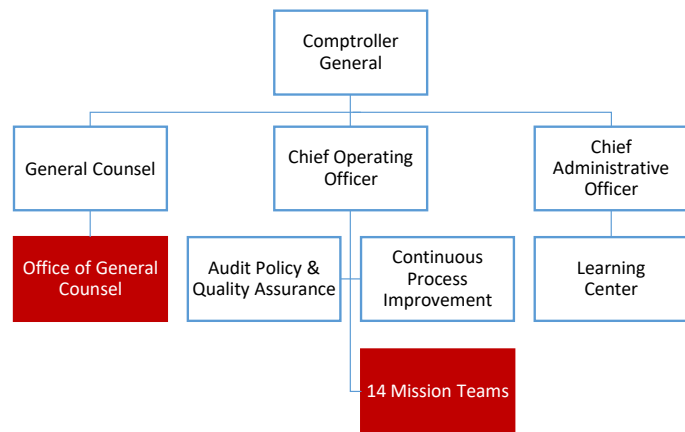 Comptroller
General
General Counsel
Chief Operating
Officer
Chief
Administrative
Officer
Office of General
Counsel
Audit Policy &
Quality Assurance
Continuous
Process
Improvement
Learning
Center
14 Mission Teams